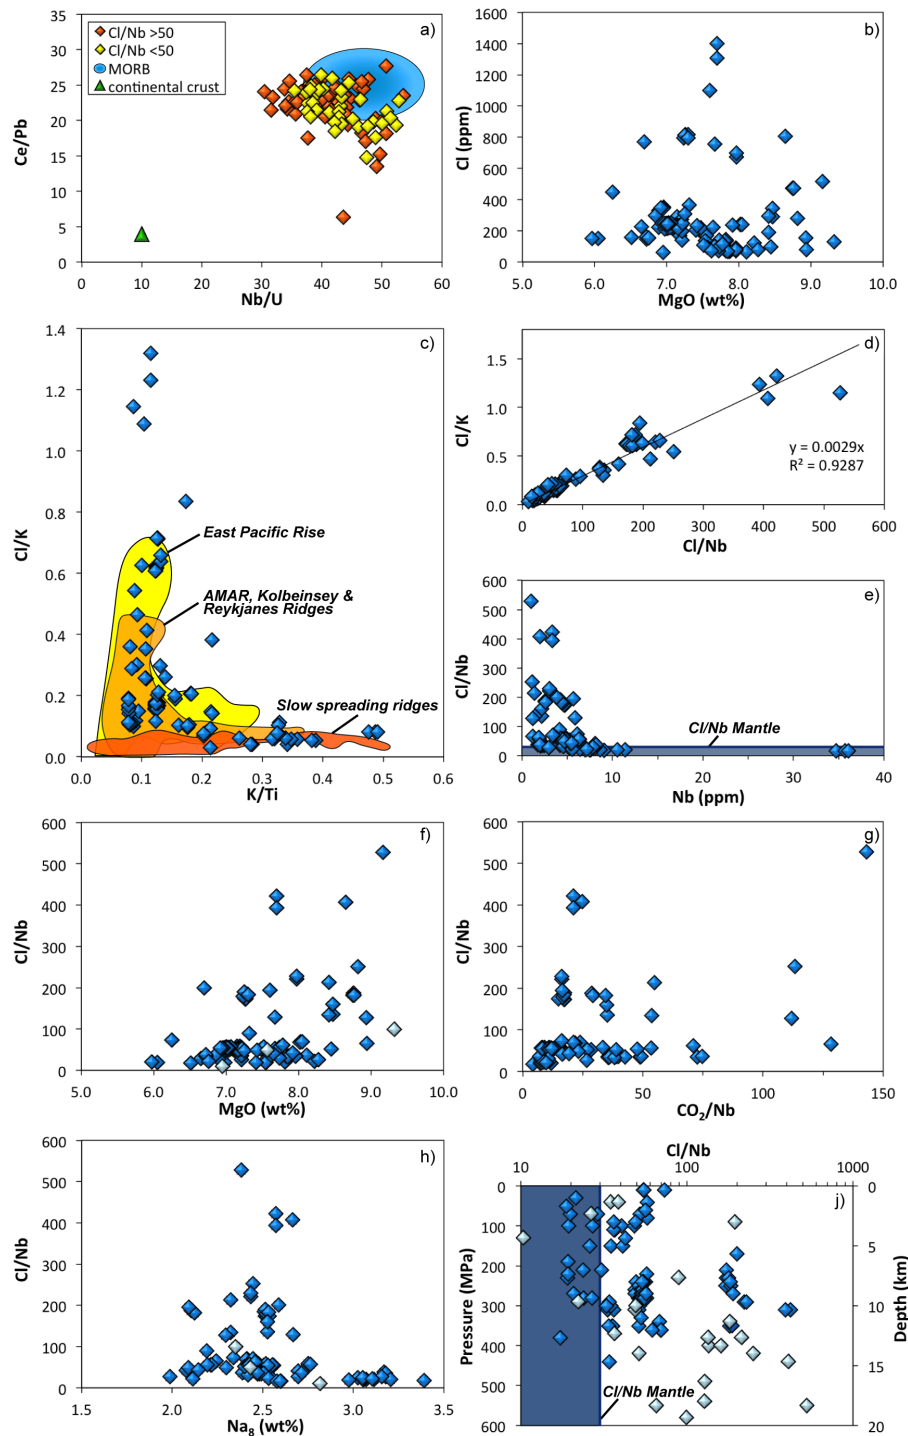 a)
Cl/Nb >50
Cl/Nb <50
MORB
continental crust
Ce/Pb
35
30
25
20
15
10
5
0
0 10 20 30 40 50 60
Nb/U
b)
Cl (ppm)
1600
1400
1200
1000
800
600
400
200
0
5.0 6.0 7.0 8.0 9.0 10.0
MgO (wt%)
c)
Cl/K
1.4
1.2
1.0
0.8
0.6
0.4
0.2
0.0
East Pacific Rise
AMAR, Kolbeinsey &
Reykjanes Ridges
Slow spreading ridges
0.0 0.1 0.2 0.3 0.4 0.5 0.6
K/Ti
d)
Cl/K
1.5
1.0
0.5
0.0
y = 0.0029x
R² = 0.9287
0 100 200 300 400 500 600
Cl/Nb
e)
Cl/Nb
600
500
400
300
200
100
0
Cl/Nb Mantle
0 10 20 30 40
Nb (ppm)
f)
Cl/Nb
600
500
400
300
200
100
0
5.0 6.0 7.0 8.0 9.0 10.0
MgO (wt%)
g)
Cl/Nb
600
500
400
300
200
100
0
0 50 100 150
CO₂/Nb
h)
Cl/Nb
600
500
400
300
200
100
0
1.5 2.0 2.5 3.0 3.5
Na₈ (wt%)
Cl/Nb
10 100 1000
j)
Pressure (MPa)
0
100
200
300
400
500
600
Cl/Nb Mantle
0
5
10
15
20
Depth (km)